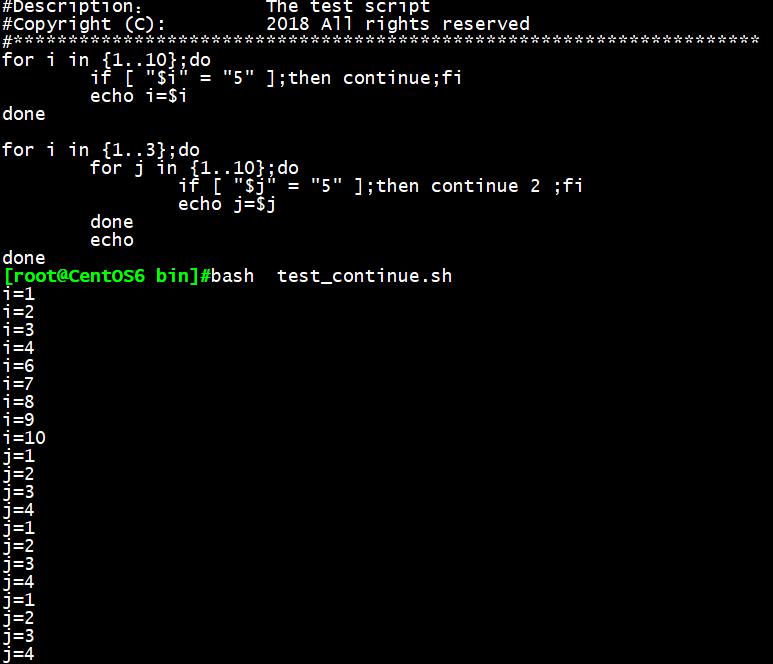 #Description：          The test script
#Copyright (C):         2018 All rights reserved
#********************************************************************
for i in {1..10};do
        if [ "$i" = "5" ];then continue;fi
        echo i=$i
done

for i in {1..3};do
        for j in {1..10};do
                if [ "$j" = "5" ];then continue 2 ;fi
                echo j=$j
        done
        echo
done
[root@CentOS6 bin]#bash  test_continue.sh
i=1
i=2
i=3
i=4
i=6
i=7
i=8
i=9
i=10
j=1
j=2
j=3
j=4
j=1
j=2
j=3
j=4
j=1
j=2
j=3
j=4